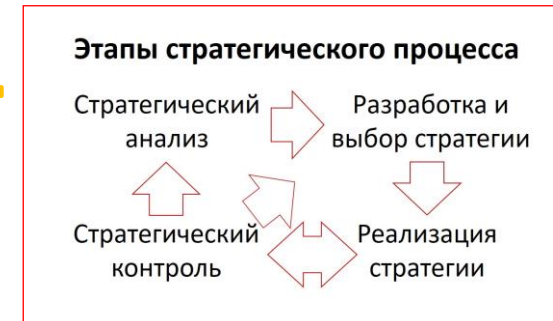 Этапы стратегического процесса
Стратегический
анализ
Разработка и
выбор стратегии
Стратегический
контроль
Реализация
стратегии